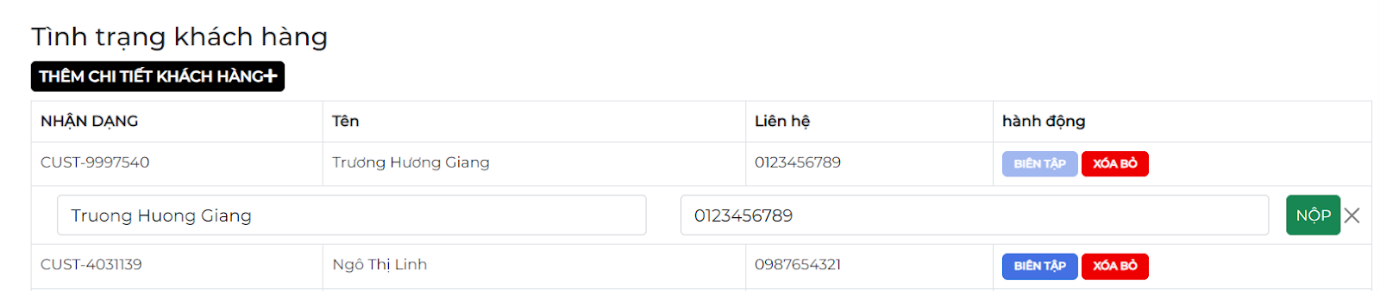 Tình trạng khách hàng
THÊM CHI TIẾT KHÁCH HÀNG+
NHẬN DẠNG Tên Liên hệ hành động
CUST-9997540 Trương Hương Giang 0123456789 BIÊN TẬP XÓA BỎ
Truong Huong Giang 0123456789 NỘP ×
CUST-4031139 Ngô Thị Linh 0987654321 BIÊN TẬP XÓA BỎ